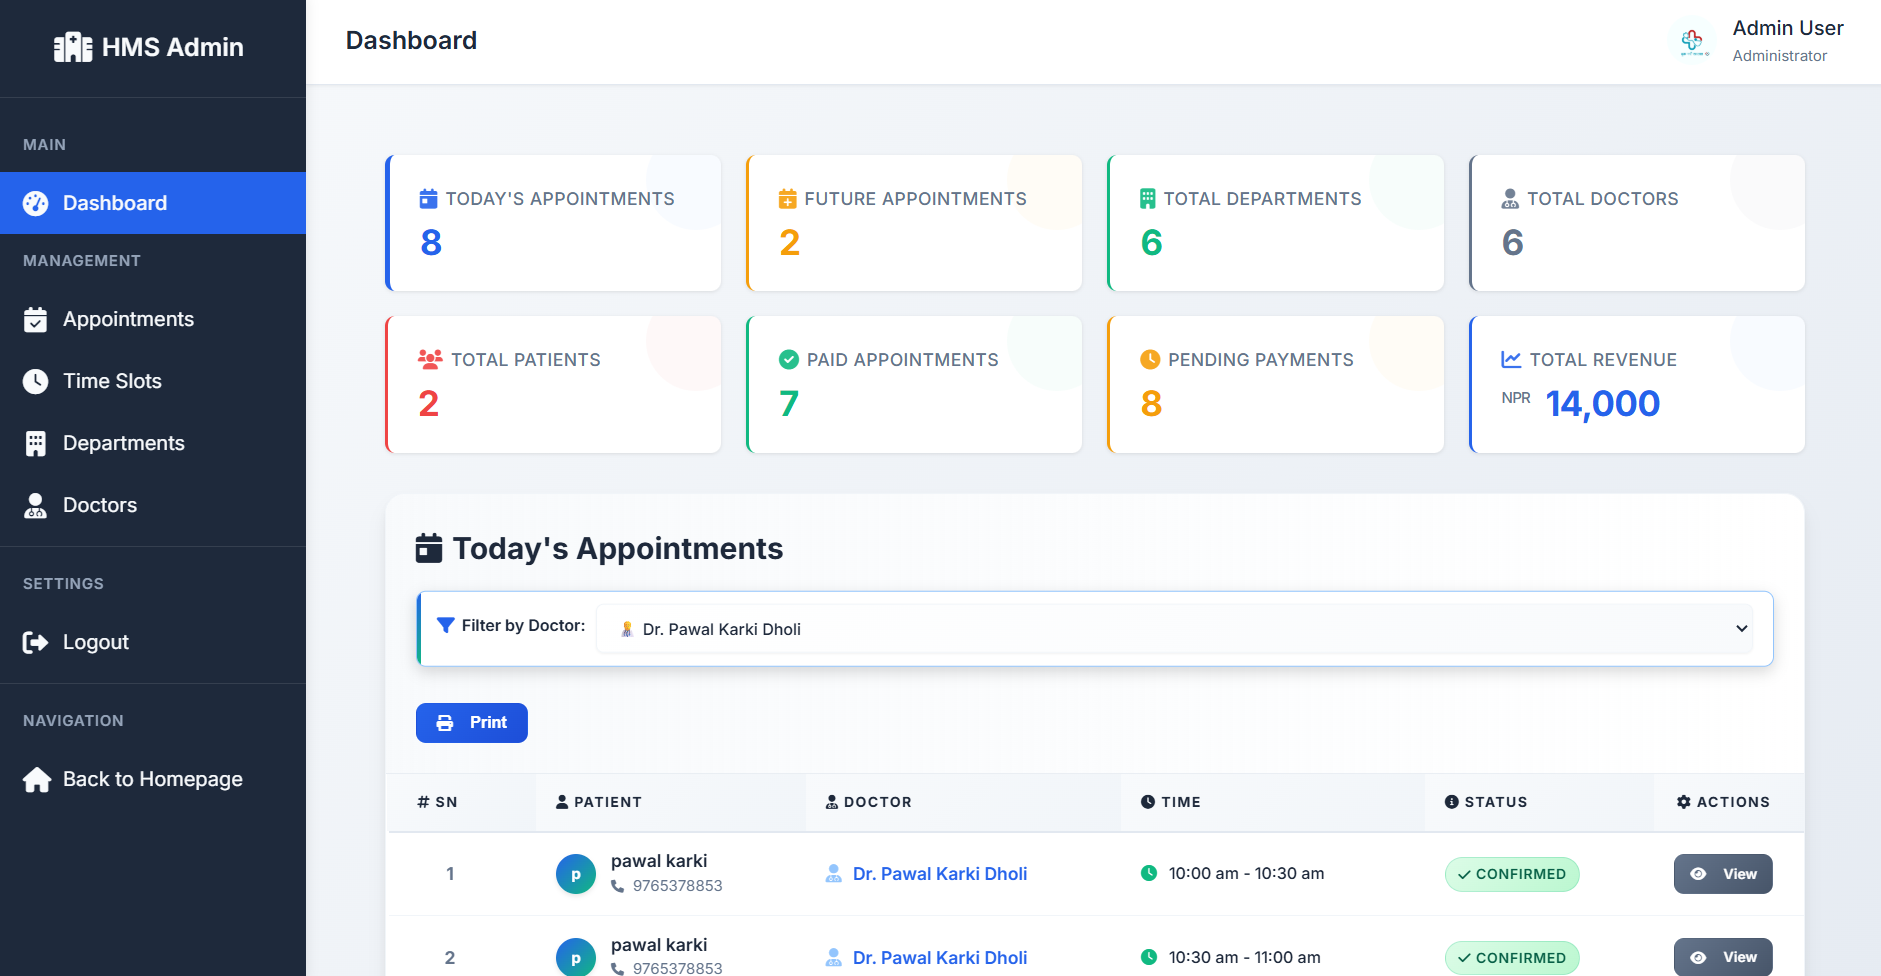 HMS Admin
MAIN
Dashboard
MANAGEMENT
Appointments
Time Slots
Departments
Doctors
SETTINGS
Logout
NAVIGATION
Back to Homepage
Dashboard
Admin User
Administrator
TODAY'S APPOINTMENTS
8
FUTURE APPOINTMENTS
2
TOTAL DEPARTMENTS
6
TOTAL DOCTORS
6
TOTAL PATIENTS
2
PAID APPOINTMENTS
7
PENDING PAYMENTS
8
TOTAL REVENUE
NPR 14,000
Today's Appointments
Filter by Doctor: Dr. Pawal Karki Dholi
Print
# SN PATIENT DOCTOR TIME STATUS ACTIONS
1 p pawal karki Dr. Pawal Karki Dholi 10:00 am - 10:30 am CONFIRMED View
9765378853
2 p pawal karki Dr. Pawal Karki Dholi 10:30 am - 11:00 am CONFIRMED View
9765378853